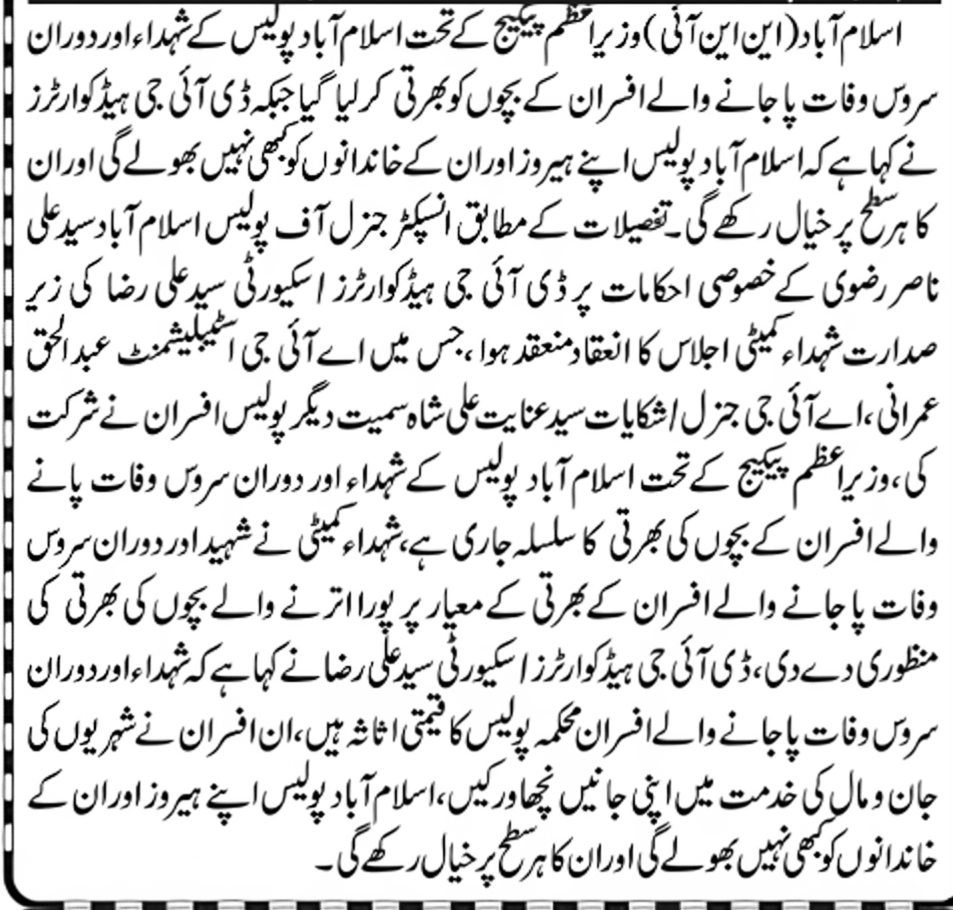 اسلام آباد (این این آئی) وزیراعظم پیکیج کے تحت اسلام آباد پولیس کے شہداء اور دوران
سروس وفات پا جانے والے افسران کے بچوں کو بھرتی کر لیا گیا جبکہ ڈی آئی جی ہیڈکوارٹرز
نے کہا ہے کہ اسلام آباد پولیس اپنے ہیروز اور ان کے خاندانوں کو کبھی نہیں بھولے گی اور ان
کا ہر سطح پر خیال رکھے گی۔ تفصیلات کے مطابق انسپکٹر جنرل آف پولیس اسلام آباد سید علی
ناصر رضوی کے خصوصی احکامات پر ڈی آئی جی ہیڈکوارٹرز / سکیورٹی سید علی رضا کی زیر
صدارت شہداء کمیٹی اجلاس کا انعقاد منعقد ہوا، جس میں اے آئی جی اسٹیبلیشمنٹ عبدالحق
عمرانی، اے آئی جی جنرل / شکایات سید عنایت علی شاہ سمیت دیگر پولیس افسران نے شرکت
کی، وزیراعظم پیکیج کے تحت اسلام آباد پولیس کے شہداء اور دوران سروس وفات پانے
والے افسران کے بچوں کی بھرتی کا سلسلہ جاری ہے، شہداء کمیٹی نے شہید اور دوران سروس
وفات پا جانے والے افسران کے بھرتی کے معیار پر پورا اترنے والے بچوں کی بھرتی کی
منظوری دے دی، ڈی آئی جی ہیڈکوارٹرز / سکیورٹی سید علی رضا نے کہا ہے کہ شہداء اور دوران
سروس وفات پا جانے والے افسران محکمہ پولیس کا قیمتی اثاثہ ہیں، ان افسران نے شہریوں کی
جان و مال کی خدمت میں اپنی جانیں نچھاور کیں، اسلام آباد پولیس اپنے ہیروز اور ان کے
خاندانوں کو کبھی نہیں بھولے گی اور ان کا ہر سطح پر خیال رکھے گی۔